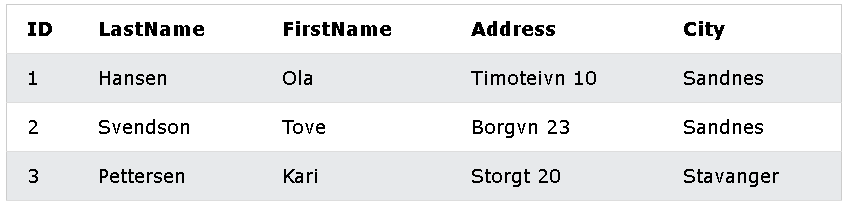 ID LastName FirstName Address City
1 Hansen Ola Timoteivn 10 Sandnes
2 Svendson Tove Borgvn 23 Sandnes
3 Pettersen Kari Storgt 20 Stavanger